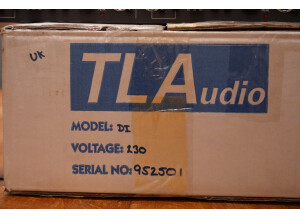 UK
TLAudio
MODEL: DI
VOLTAGE: 230
SERIAL NO: 952501